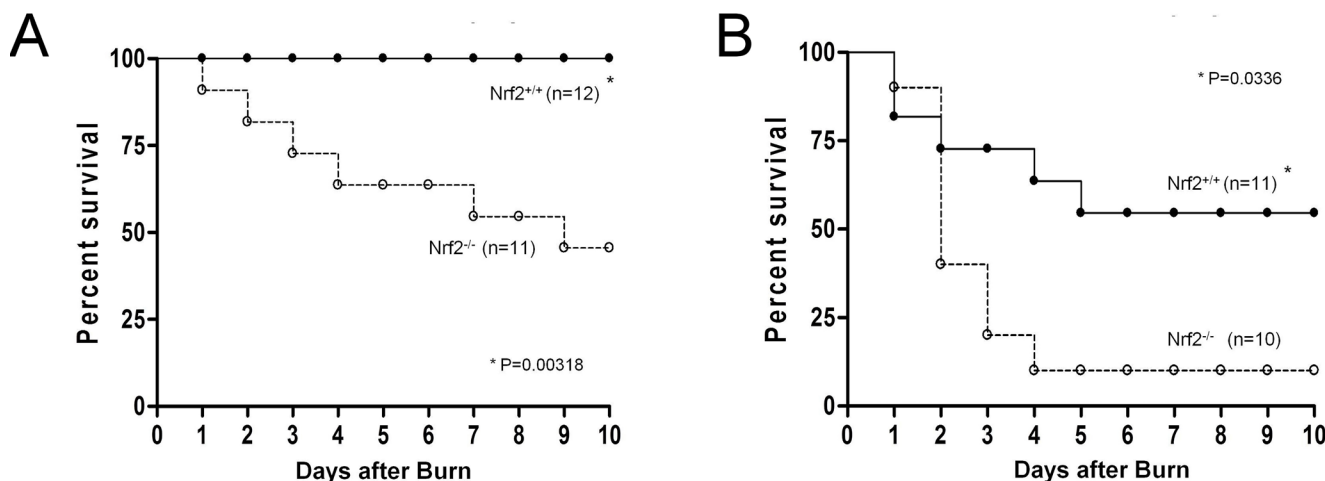 A
Percent survival
100
75
50
25
0
Nrf2+/+ (n=12) *
Nrf2-/- (n=11)
* P=0.00318
0 1 2 3 4 5 6 7 8 9 10
Days after Burn
B
Percent survival
100
75
50
25
0
* P=0.0336
Nrf2+/+ (n=11) *
Nrf2-/- (n=10)
0 1 2 3 4 5 6 7 8 9 10
Days after Burn